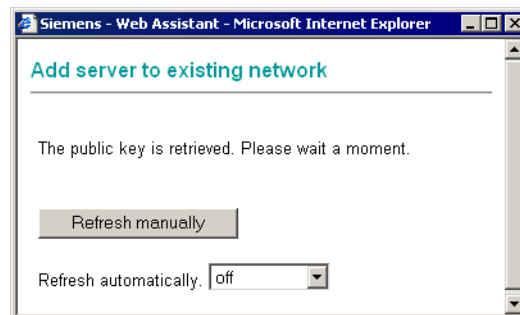 Siemens - Web Assistant - Microsoft Internet Explorer
Add server to existing network
The public key is retrieved. Please wait a moment.
Refresh manually
Refresh automatically. off